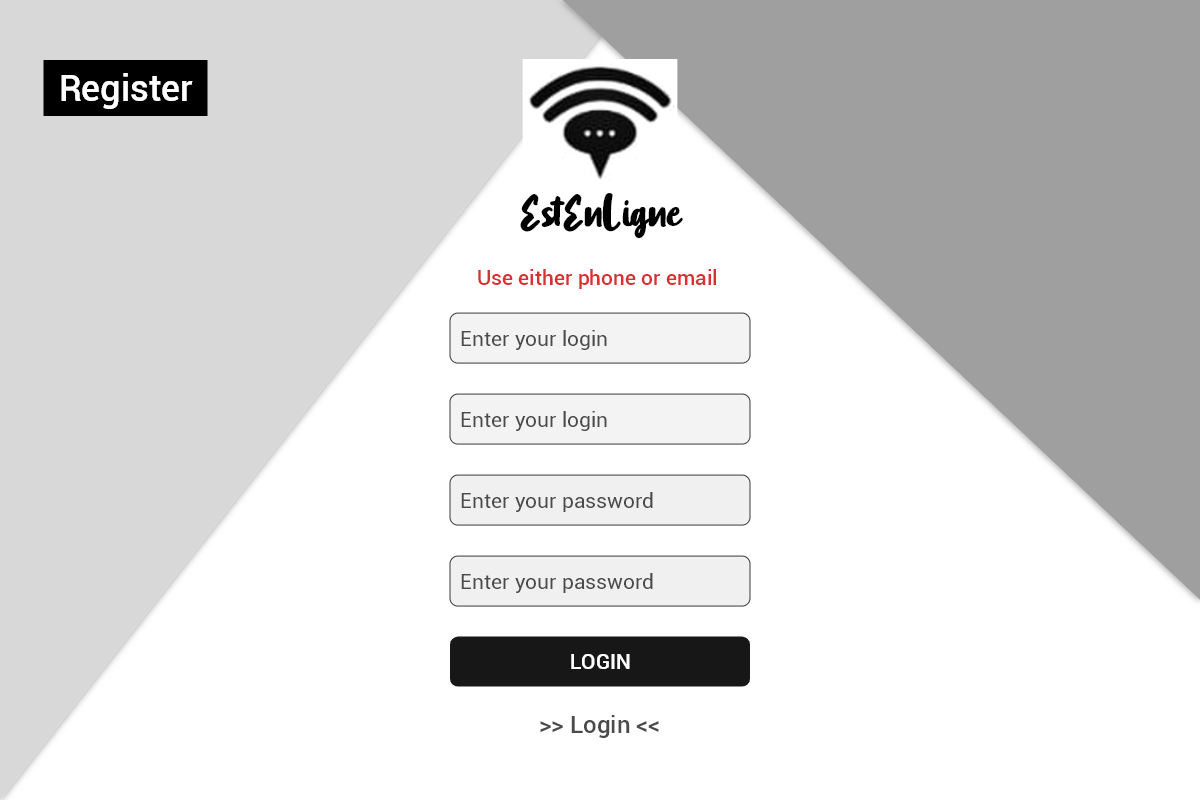 Register
EstEnLigne
Use either phone or email
Enter your login
Enter your login
Enter your password
Enter your password
LOGIN
>> Login <<